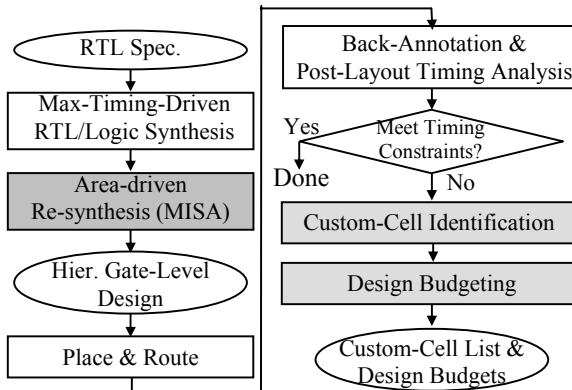 RTL Spec.
Max-Timing-Driven
RTL/Logic Synthesis
Area-driven
Re-synthesis (MISA)
Hier. Gate-Level
Design
Place & Route
Back-Annotation &
Post-Layout Timing Analysis
Yes
Meet Timing
Constraints?
Done
No
Custom-Cell Identification
Design Budgeting
Custom-Cell List &
Design Budgets